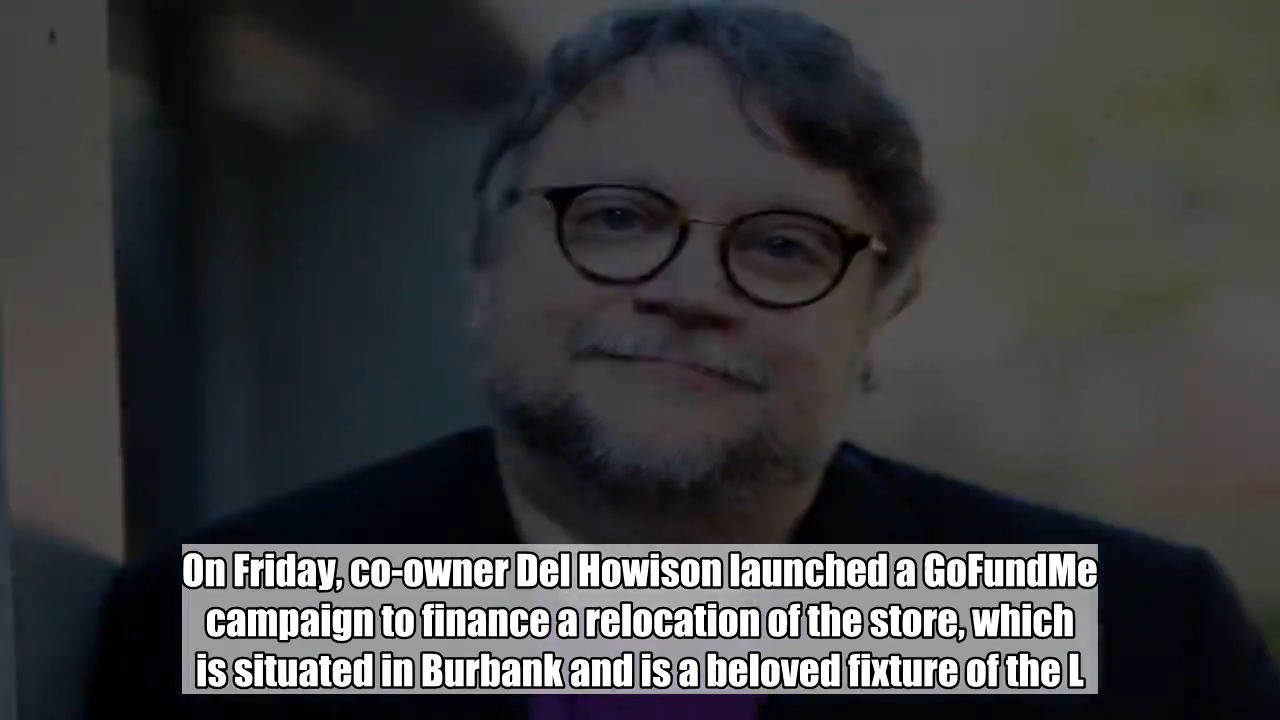 On Friday, co-owner Del Howison launched a GoFundMe
campaign to finance a relocation of the store, which
is situated in Burbank and is a beloved fixture of the L